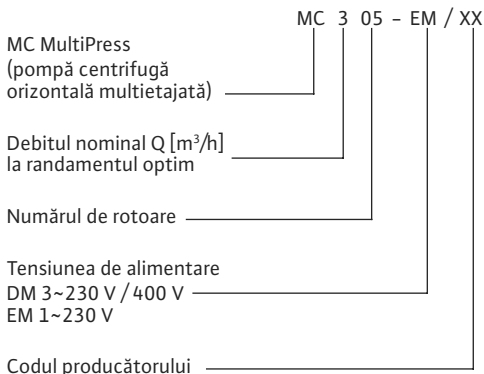 MC 3 05 – EM / XX
MC MultiPress
(pompă centrifugă
orizontală multietajată)
Debitul nominal Q [m³/h]
la randamentul optim
Numărul de rotoare
Tensiunea de alimentare
DM 3~230 V / 400 V
EM 1~230 V
Codul producătorului